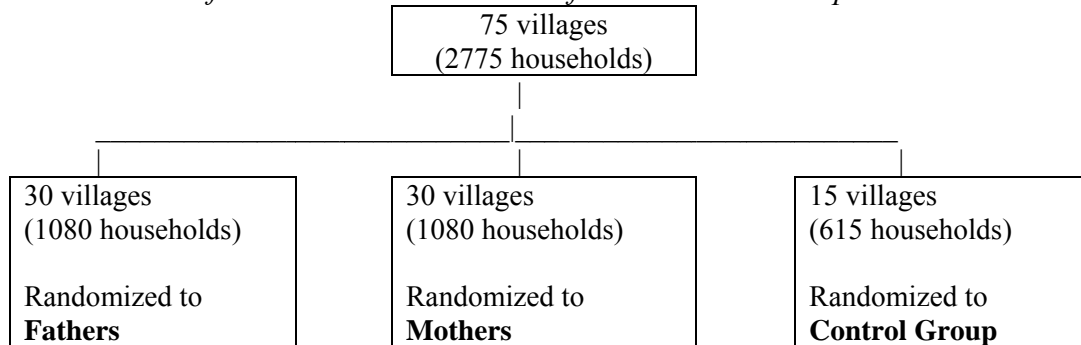 75 villages
(2775 households)
30 villages
(1080 households)
Randomized to
Fathers
30 villages
(1080 households)
Randomized to
Mothers
15 villages
(615 households)
Randomized to
Control Group